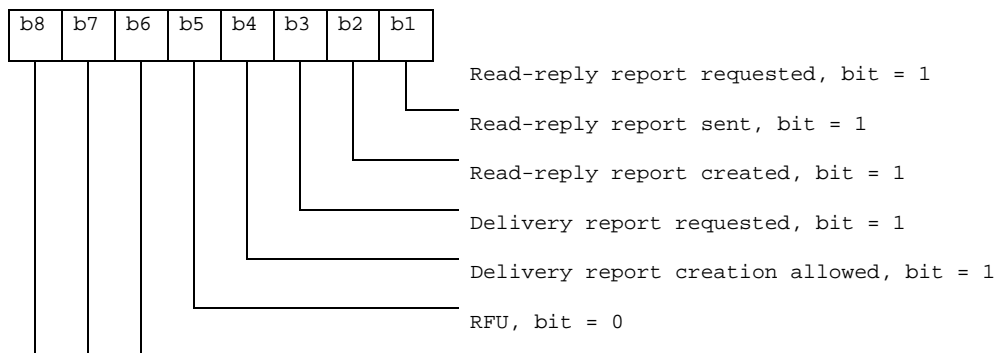 b8 b7 b6 b5 b4 b3 b2 b1
Read-reply report requested, bit = 1
Read-reply report sent, bit = 1
Read-reply report created, bit = 1
Delivery report requested, bit = 1
Delivery report creation allowed, bit = 1
RFU, bit = 0